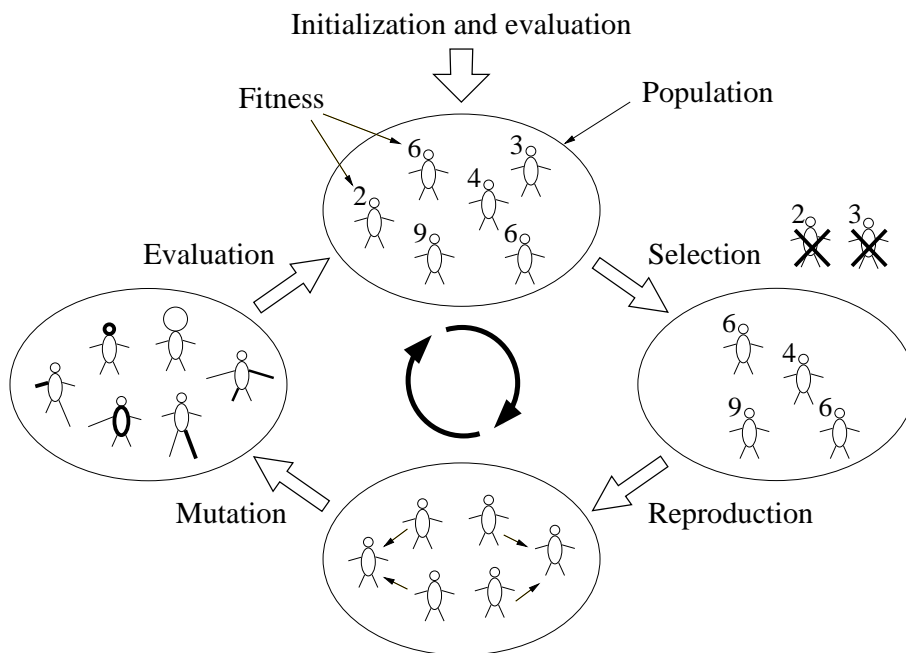 Initialization and evaluation
Fitness
Population
6
3
4
2
9
6
Evaluation
Selection
2
3
6
4
9
6
Mutation
Reproduction